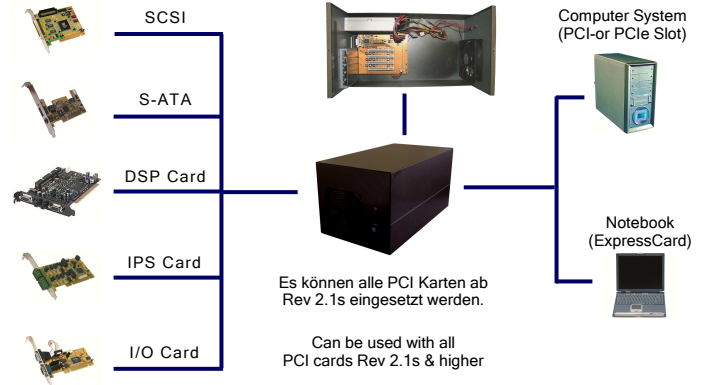 SCSI
S-ATA
DSP Card
IPS Card
I/O Card
Es können alle PCI Karten ab
Rev 2.1s eingesetzt werden.
Can be used with all
PCI cards Rev 2.1s & higher
Computer System
(PCI-or PCIe Slot)
Notebook
(ExpressCard)